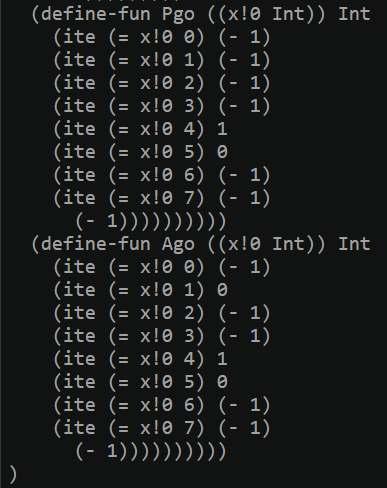 (define-fun Pgo ((x!0 Int)) Int
(ite (= x!0 0) (- 1)
(ite (= x!0 1) (- 1)
(ite (= x!0 2) (- 1)
(ite (= x!0 3) (- 1)
(ite (= x!0 4) 1
(ite (= x!0 5) 0
(ite (= x!0 6) (- 1)
(ite (= x!0 7) (- 1)
(- 1))))))))))
(define-fun Ago ((x!0 Int)) Int
(ite (= x!0 0) (- 1)
(ite (= x!0 1) 0
(ite (= x!0 2) (- 1)
(ite (= x!0 3) (- 1)
(ite (= x!0 4) 1
(ite (= x!0 5) 0
(ite (= x!0 6) (- 1)
(ite (= x!0 7) (- 1)
(- 1))))))))))
)